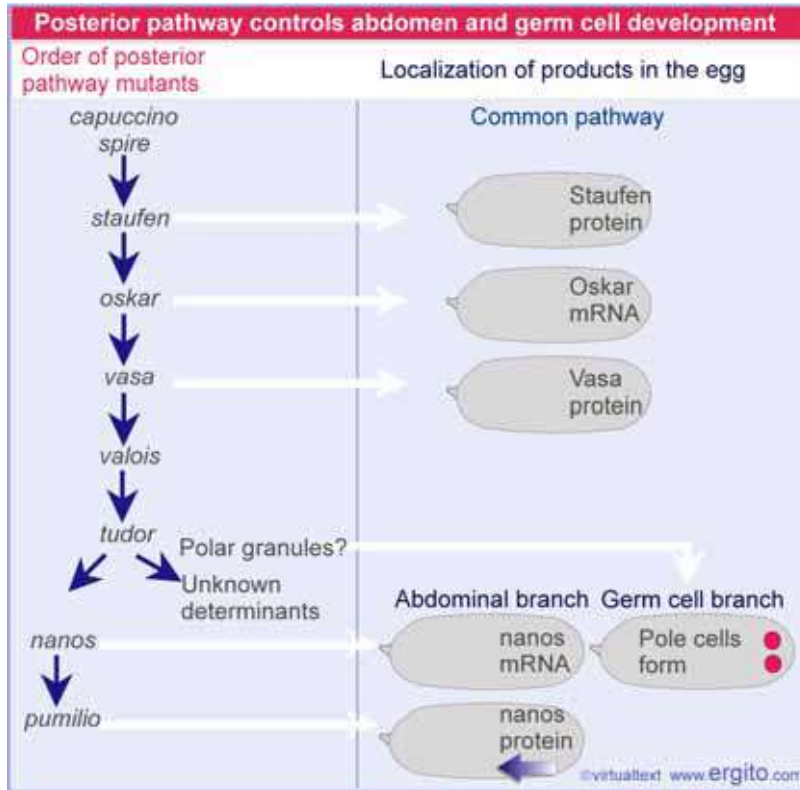 Posterior pathway controls abdomen and germ cell development
Order of posterior
pathway mutants
Localization of products in the egg
capuccino
spire
Common pathway
staufen
Staufen
protein
oskar
Oskar
mRNA
vasa
Vasa
protein
valois
tudor
Polar granules?
Unknown
determinants
Abdominal branch
Germ cell branch
nanos
nanos
mRNA
Pole cells
form
pumilio
nanos
protein
©virtualtext www.ergito.com